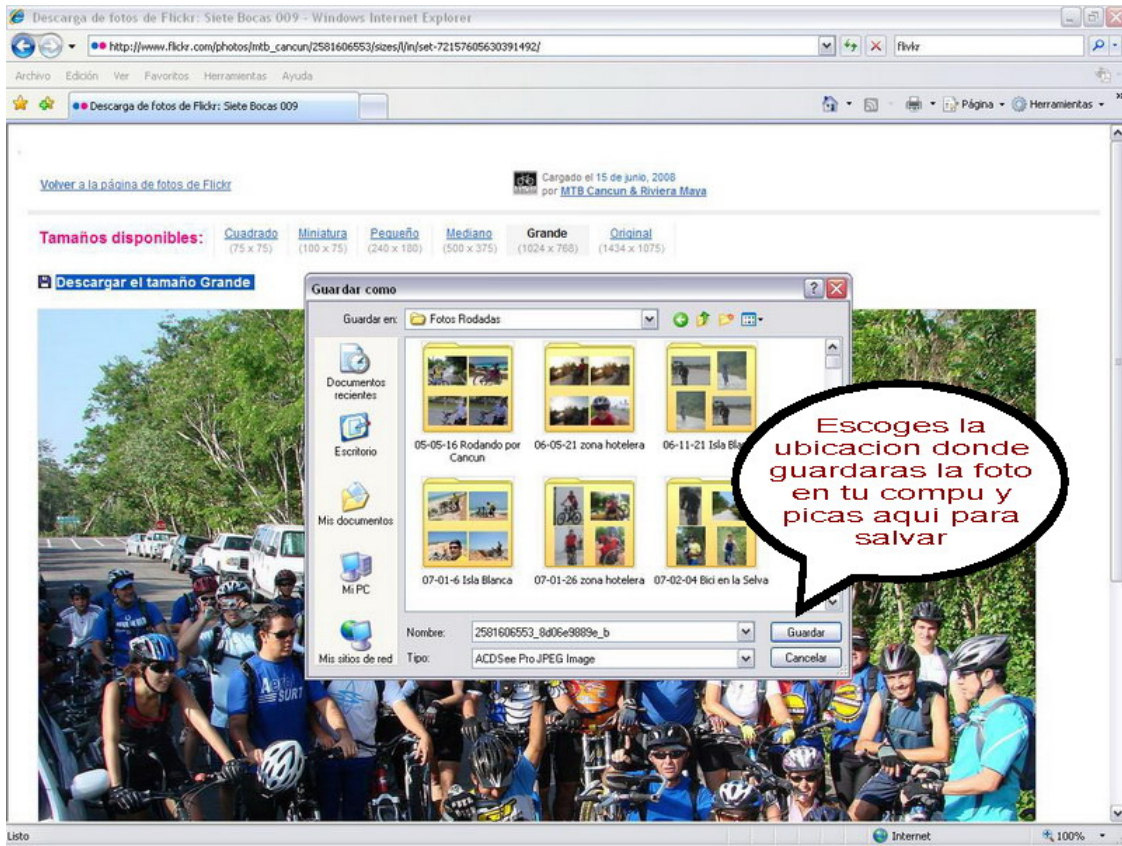 Descarga de fotos de Flickr: Siete Bocas 009 - Windows Internet Explorer
http://www.flickr.com/photos/mtb_cancun/2581606553/sizes/l/in/set-72157605630391492/
flivkr
Archivo Edición Ver Favoritos Herramientas Ayuda
Descarga de fotos de Flickr: Siete Bocas 009
Página Herramientas
Volver a la página de fotos de Flickr
Cargado el 15 de junio, 2008
por MTB Cancun & Riviera Maya
Tamaños disponibles:
Cuadrado Miniatura Pequeño Mediano Grande Original
(75 x 75) (100 x 75) (240 x 180) (500 x 375) (1024 x 768) (1434 x 1075)
Descargar el tamaño Grande
Guardar como
Guardar en: Fotos Rodadas
Documentos recientes
Escritorio
Mis documentos
Mi PC
Mis sitios de red
05-05-16 Rodando por
Cancun
06-05-21 zona hotelera
06-11-21 Isla
07-01-6 Isla Blanca
07-01-26 zona hotelera
07-02-04 Bici en la Selva
Escoges la
ubicacion donde
guardaras la foto
en tu compu y
picas aqui para
salvar
Nombre: 2581606553_8d06e9889e_b Guardar
Tipo: ACDSee Pro JPEG Image Cancelar
SURT
Listo
Internet
100%